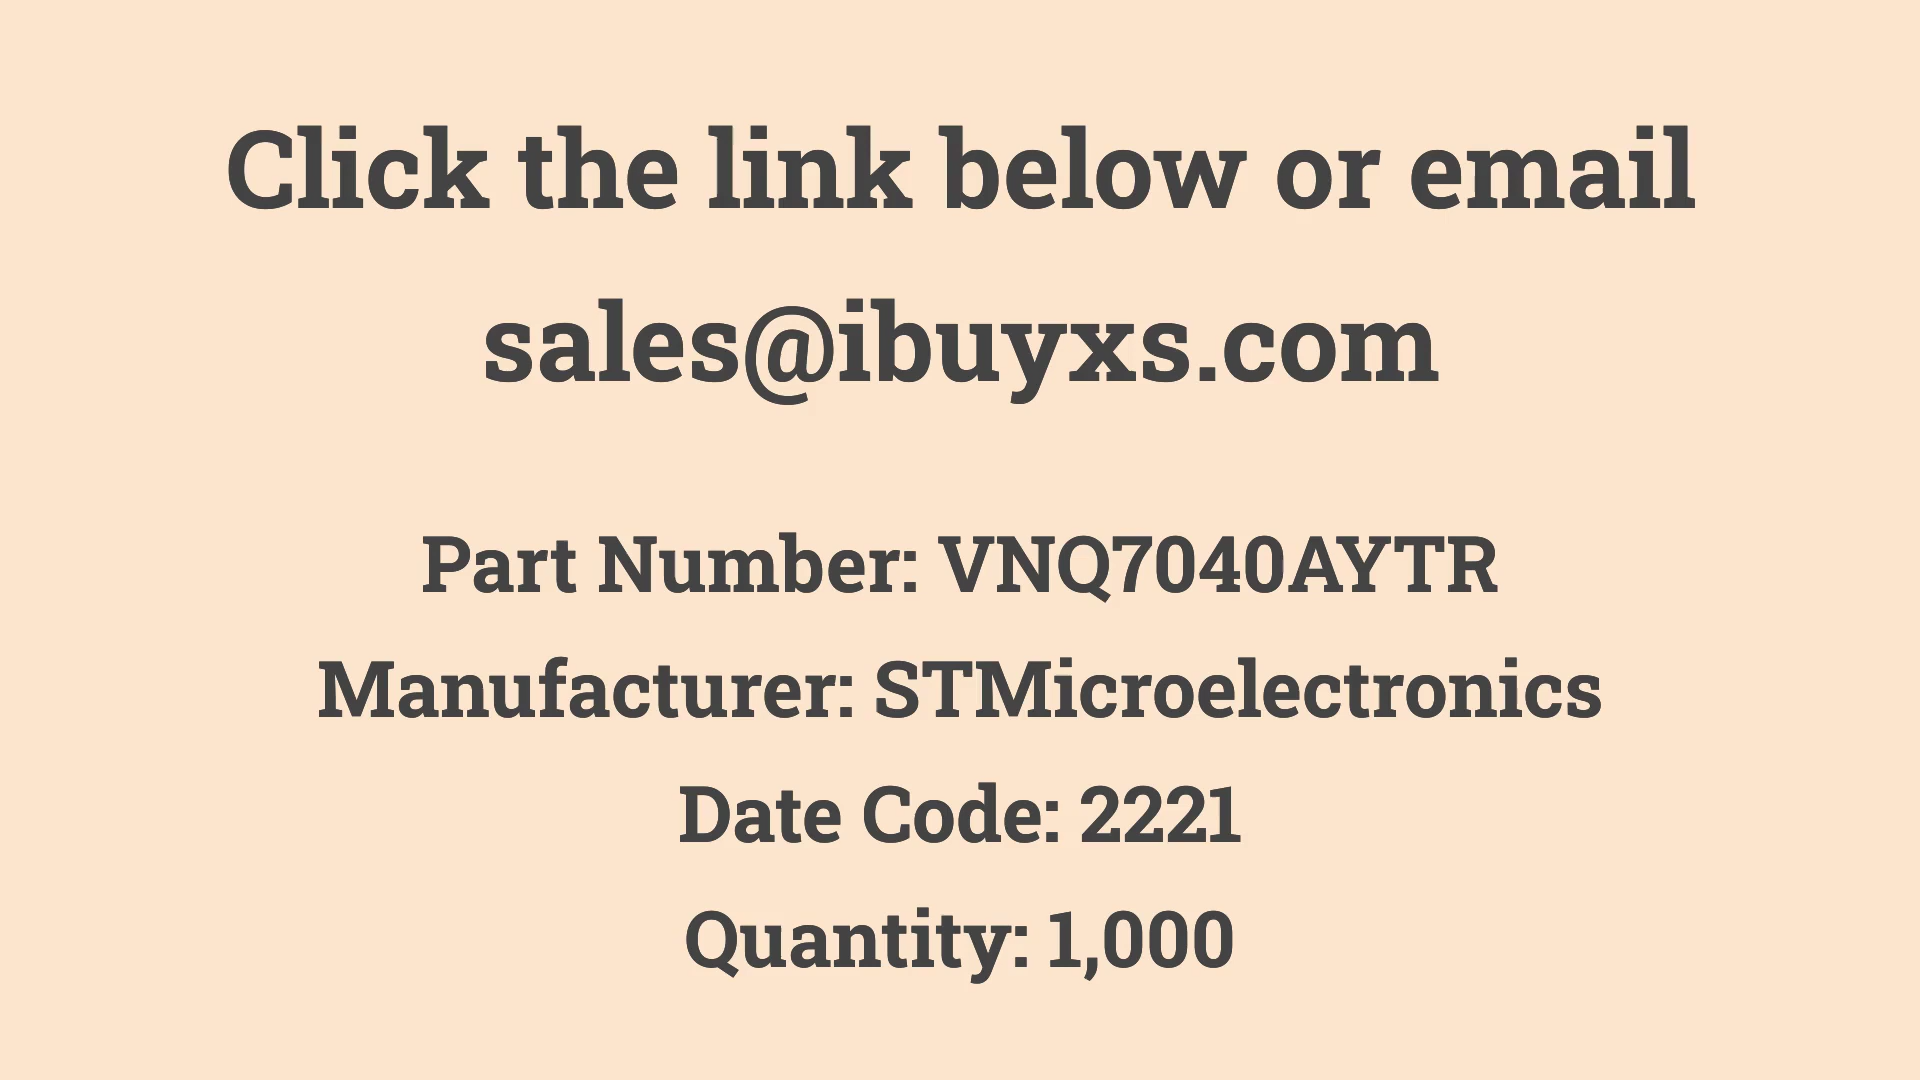 Click the link below or email
sales@ibuyxs.com
Part Number: VNQ7040AYTR
Manufacturer: STMicroelectronics
Date Code: 2221
Quantity: 1,000